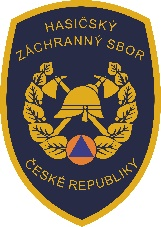 HASIČSKÝ
ZÁCHRANNÝ SBOR
ČESKÉ REPUBLIKY